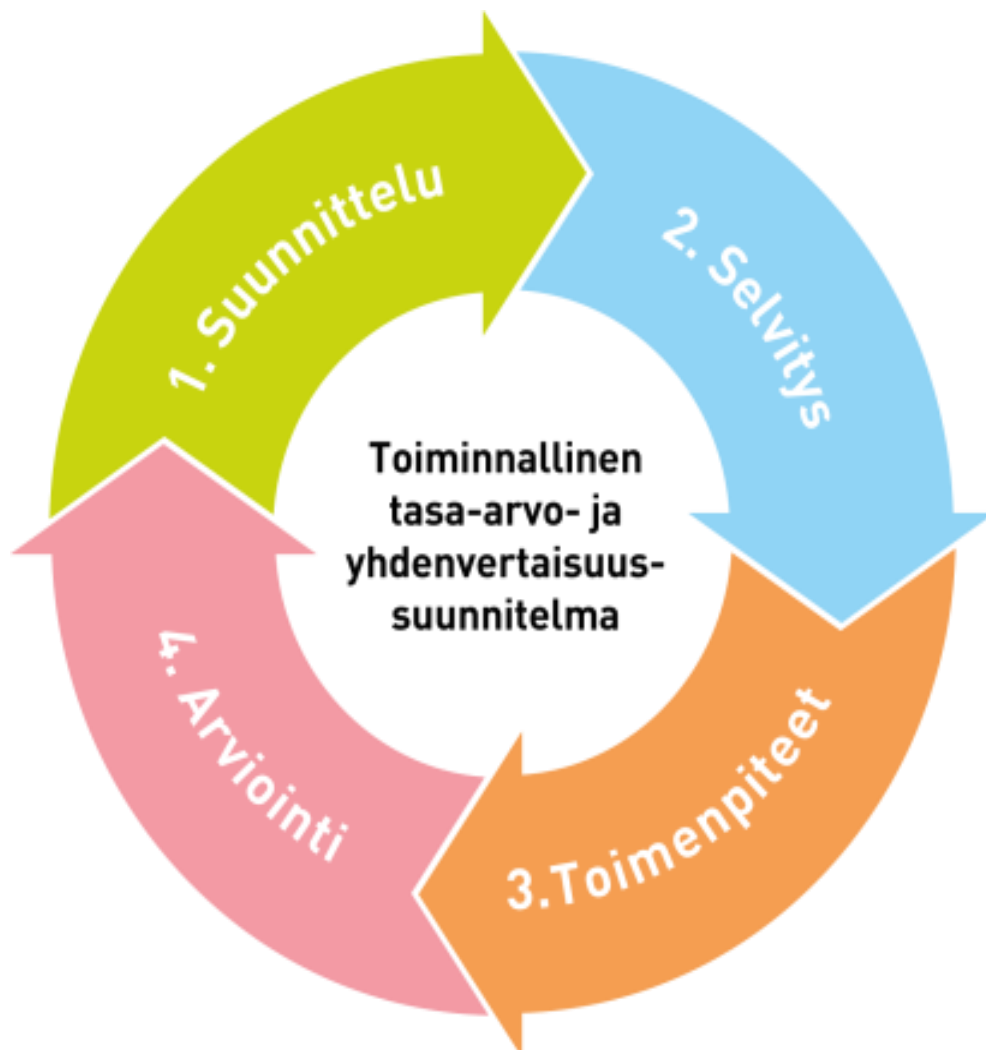 1. Suunnittelu
2. Selvitys
3.Toimenpiteet
4. Arviointi
Toiminnallinen
tasa-arvo- ja
yhdenvertaisuus-
suunnitelma